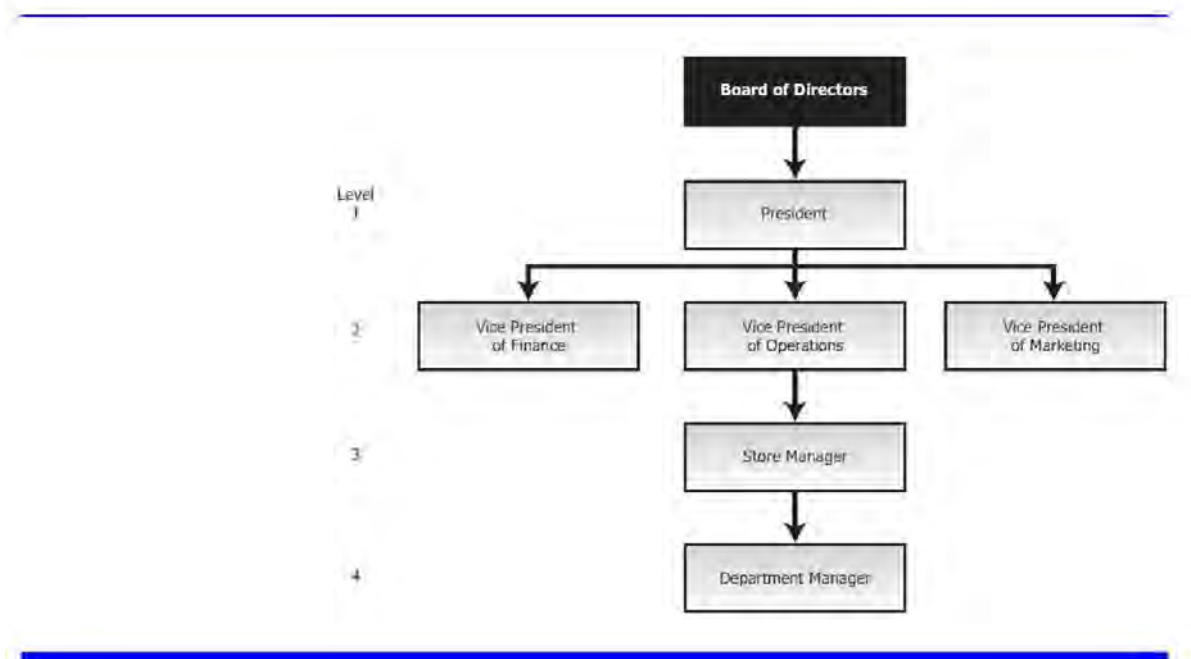 Board of Directors
Level
1
President
2
Vice President
of Finance
Vice President
of Operations
Vice President
of Marketing
3
Store Manager
4
Department Manager